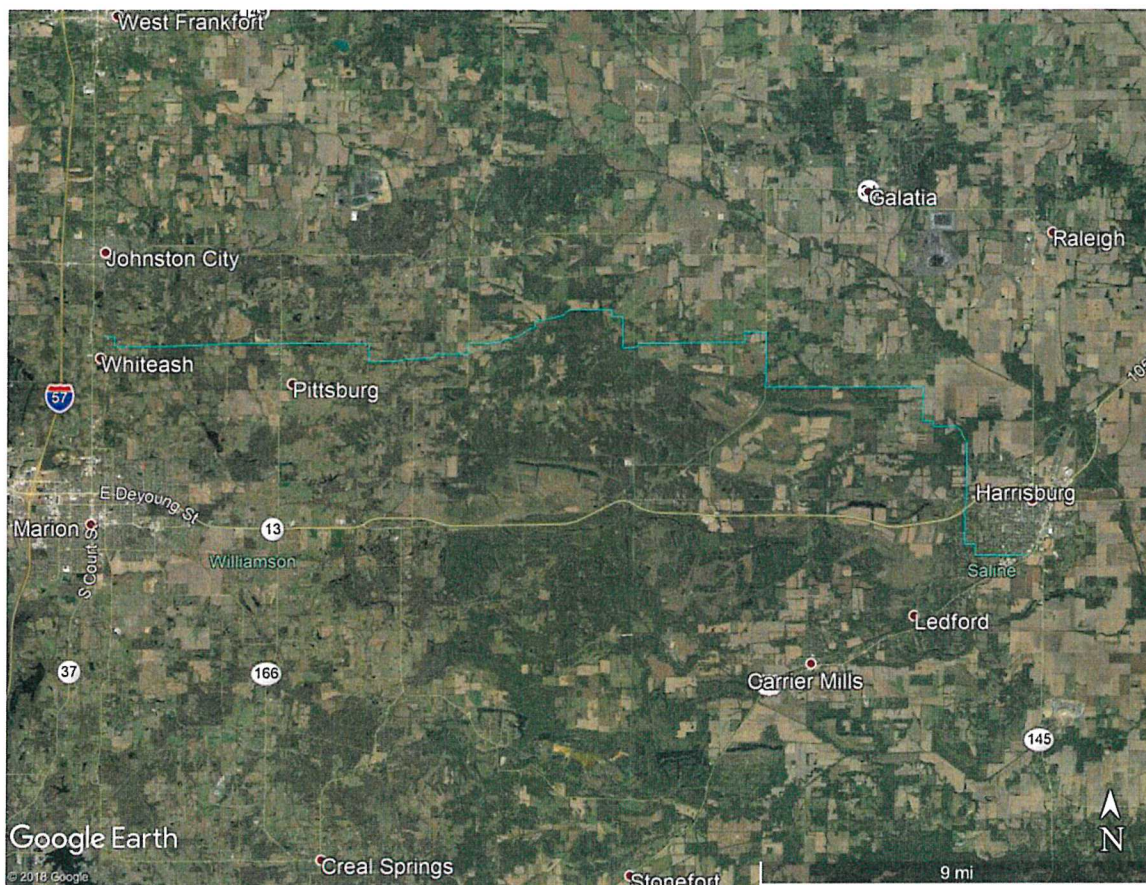 West Frankfort
Galatia
Raleigh
Johnston City
Whiteash
Pittsburg
57
E Deyoung St
Harrisburg
Marion
13
S Court St
Williamson
Saline
Ledford
37
166
Carrier Mills
145
Google Earth
N
Creal Springs
© 2018 Google
Stonefort
9 mi